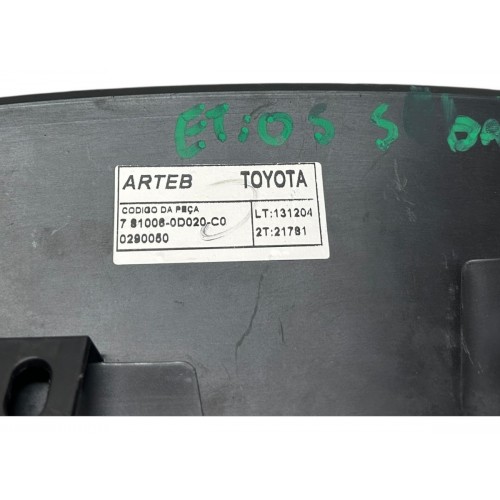 ETIOS S
ARTEB TOYOTA
CODIGO DA PEÇA
7 81006-0D020-C0 LT:131204
0290050 2T:21781